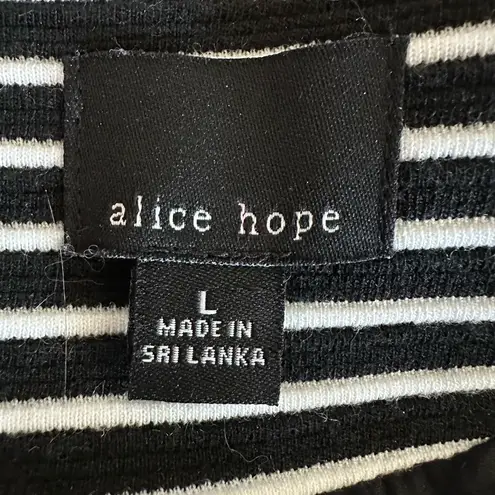 alice hope
L
MADE IN
SRI LANKA